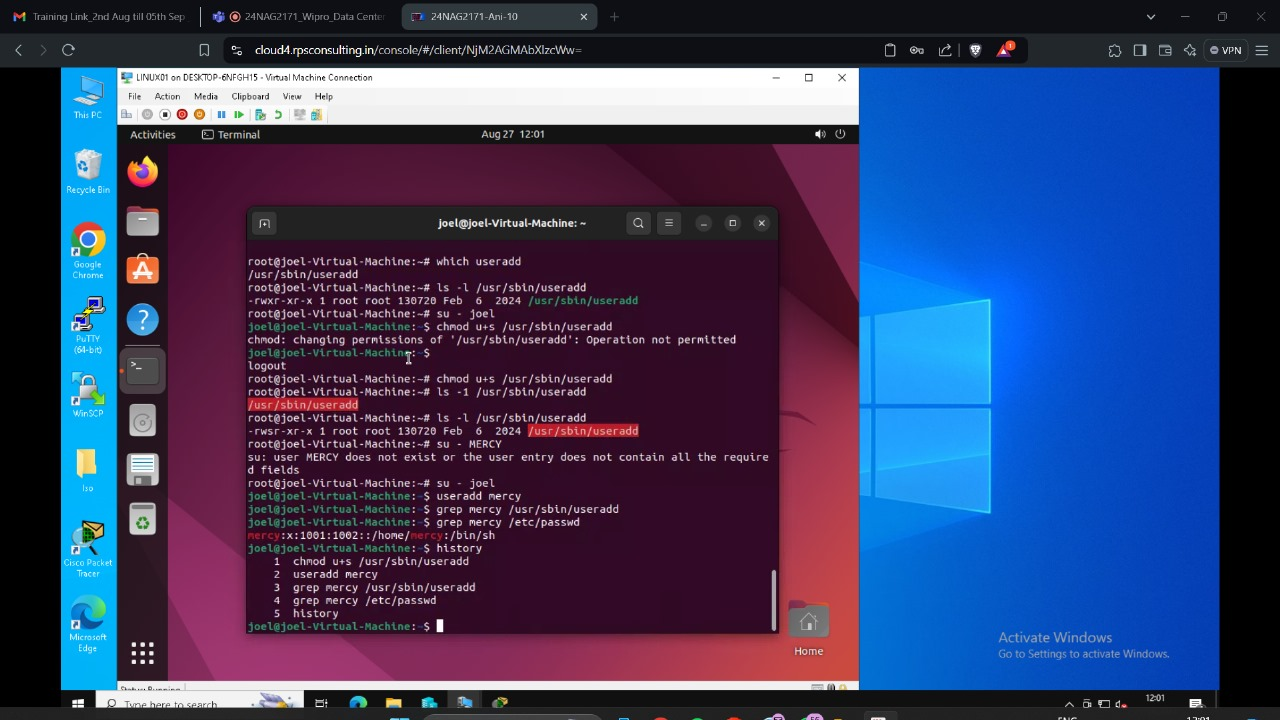 Training Link_2nd Aug till 05th Sep
24NAG2171_Wipro_Data Center
24NAG2171-Ani-10
cloud4.rpsconsulting.in/console/#/client/NjM2AGMAbXlzcWw=
1
VPN
LINUX01 on DESKTOP-6NFGH15 - Virtual Machine Connection
File Action Media Clipboard View Help
Activities
Terminal
Aug 27 12:01
This PC
Recycle Bin
Google
Chrome
PuTTY
(64-bit)
WinSCP
Iso
Cisco Packet
Tracer
Microsoft
Edge
joel@joel-Virtual-Machine: ~
root@joel-Virtual-Machine:~# which useradd
/usr/sbin/useradd
root@joel-Virtual-Machine:~# ls -l /usr/sbin/useradd
-rwxr-xr-x 1 root root 130720 Feb  6  2024 /usr/sbin/useradd
root@joel-Virtual-Machine:~# su - joel
joel@joel-Virtual-Machine:~$ chmod u+s /usr/sbin/useradd
chmod: changing permissions of '/usr/sbin/useradd': Operation not permitted
joel@joel-Virtual-Machine:~$
logout
root@joel-Virtual-Machine:~# chmod u+s /usr/sbin/useradd
root@joel-Virtual-Machine:~# ls -1 /usr/sbin/useradd
/usr/sbin/useradd
root@joel-Virtual-Machine:~# ls -l /usr/sbin/useradd
-rwsr-xr-x 1 root root 130720 Feb  6  2024 /usr/sbin/useradd
root@joel-Virtual-Machine:~# su - MERCY
su: user MERCY does not exist or the user entry does not contain all the require
d fields
root@joel-Virtual-Machine:~# su - joel
joel@joel-Virtual-Machine:~$ useradd mercy
joel@joel-Virtual-Machine:~$ grep mercy /usr/sbin/useradd
joel@joel-Virtual-Machine:~$ grep mercy /etc/passwd
mercy:x:1001:1002::/home/mercy:/bin/sh
joel@joel-Virtual-Machine:~$ history
1  chmod u+s /usr/sbin/useradd
2  useradd mercy
3  grep mercy /usr/sbin/useradd
4  grep mercy /etc/passwd
5  history
joel@joel-Virtual-Machine:~$
Home
Activate Windows
Go to Settings to activate Windows.
Status: Running
Type here to search
12:01
ENG
12:01